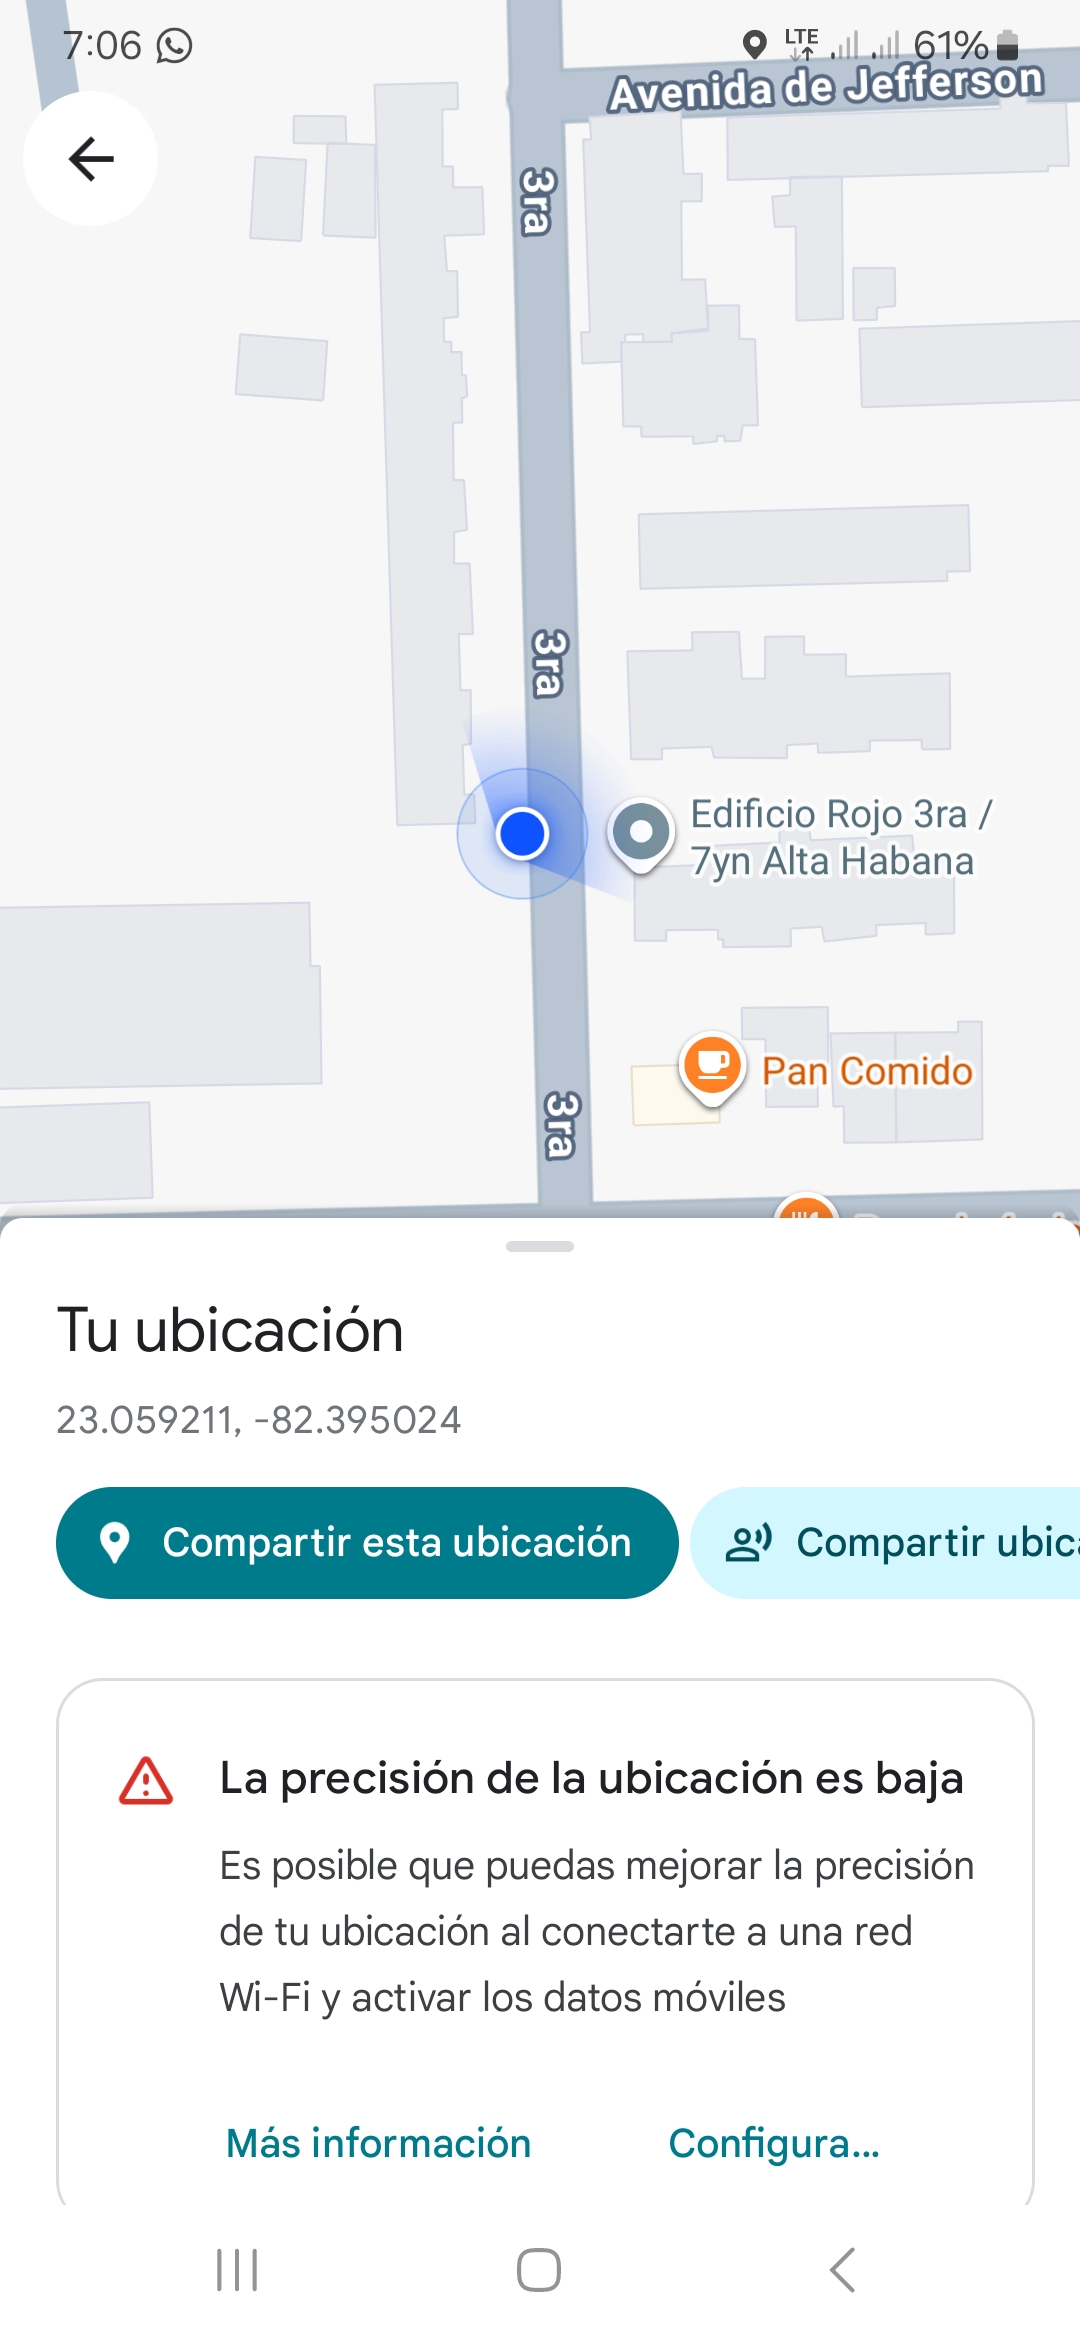 7:06
LTE
61%
Avenida de Jefferson
3ra
3ra
Edificio Rojo 3ra /
7yn Alta Habana
Pan Comido
3ra
Tu ubicación
23.059211, -82.395024
Compartir esta ubicación
Compartir ubica
La precisión de la ubicación es baja
Es posible que puedas mejorar la precisión
de tu ubicación al conectarte a una red
Wi-Fi y activar los datos móviles
Más información
Configura...